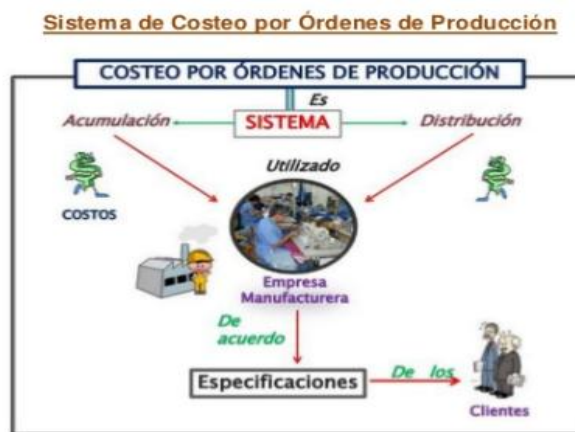 Sistema de Costeo por Órdenes de Producción
COSTEO POR ÓRDENES DE PRODUCCIÓN
Es
Acumulación
SISTEMA
Distribución
Utilizado
COSTOS
Empresa
Manufacturera
De
acuerdo
Especificaciones
De los
Clientes